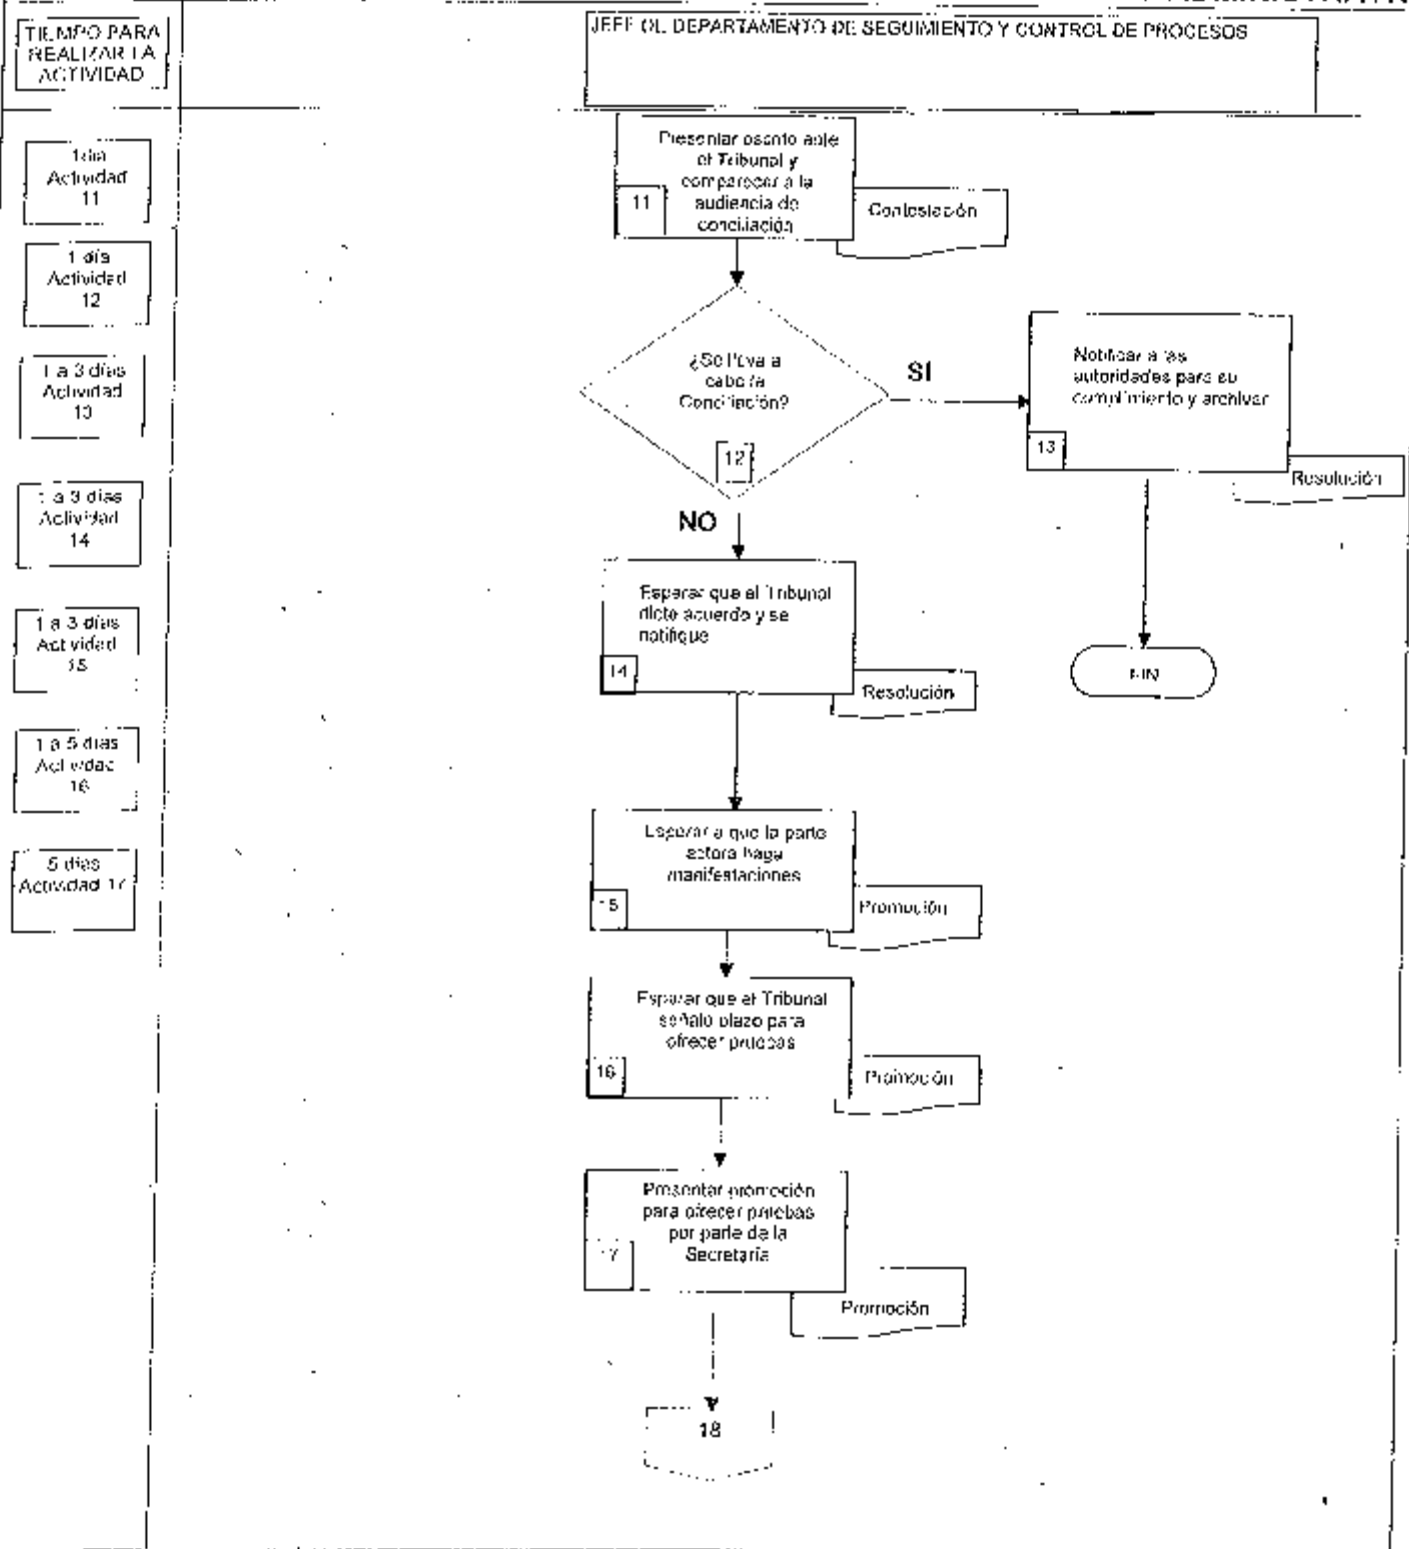 TIEMPO PARA
REALIZAR LA
ACTIVIDAD
JEFE DEL DEPARTAMENTO DE SEGUIMIENTO Y CONTROL DE PROCESOS
1 día
Actividad
11
1 día
Actividad
12
1 a 3 días
Actividad
13
1 a 3 días
Actividad
14
1 a 3 días
Actividad
15
1 a 5 días
Actividad
16
5 días
Actividad 17
Presentar escrito ante
el Tribunal y
comparecer a la
audiencia de
conciliación
11
Contestación
¿Se lleva a
cabo la
Conciliación?
12
SI
Notificar a las
autoridades para su
cumplimiento y archivar
13
Resolución
FIN
NO
Esperar que el Tribunal
dicte acuerdo y se
notifique
14
Resolución
Esperar a que la parte
actora haga
manifestaciones
15
Promoción
Esperar que el Tribunal
señale plazo para
ofrecer pruebas
16
Promoción
Presentar promoción
para ofrecer pruebas
por parte de la
Secretaría
17
Promoción
18